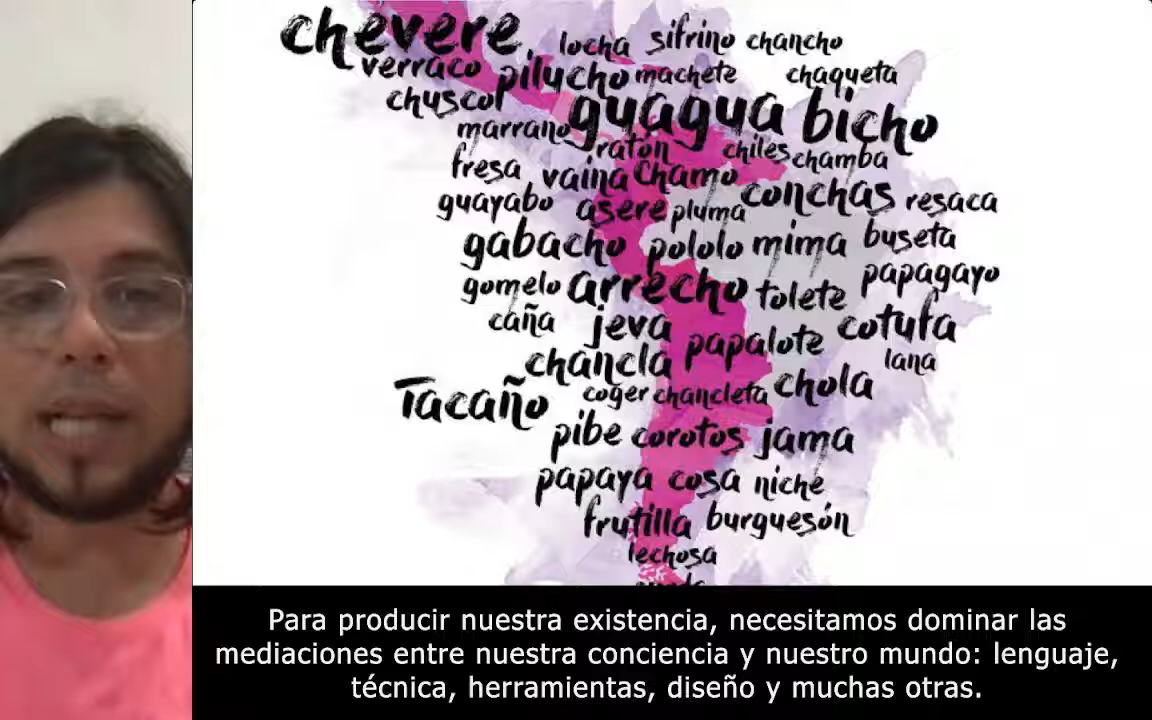 chevere locha sifrino chancho
verraco pilucho machete chaqueta
chuscol guagua bicho
marrano ratón chiles chamba
fresa vaina chamo conchas resaca
guayabo asere pluma
gabacho pololo mima buseta
gomelo arrecho tolete papagayo
caña jeva papalote cotufa
chancla lana
Tacaño coger chancleta chola
pibe corotos jama
papaya cosa niche
frutilla burguesón
lechosa
Para producir nuestra existencia, necesitamos dominar las
mediaciones entre nuestra conciencia y nuestro mundo: lenguaje,
técnica, herramientas, diseño y muchas otras.